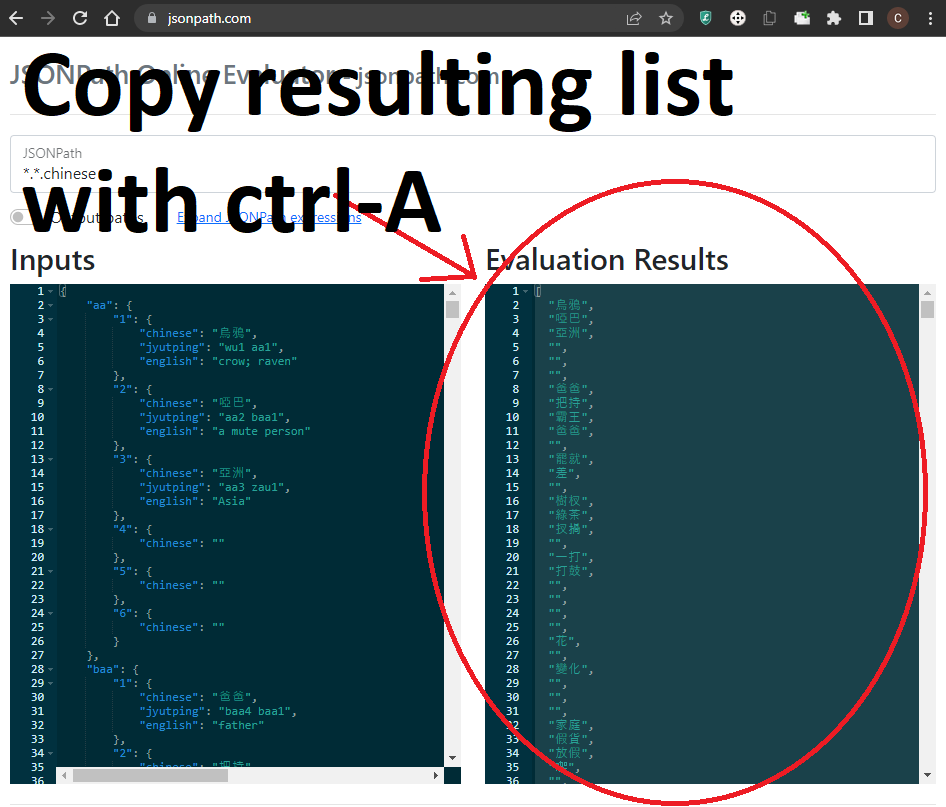 jsonpath.com
C
JSONPath Online Evaluator - jsonpath.com
Copy resulting list
JSONPath
*.*.chinese
with ctrl-A
Output paths
Expand JSONPath expressions
Inputs
1 {
2 "aa": {
3 "1": {
4 "chinese": "烏鴉",
5 "jyutping": "wu1 aa1",
6 "english": "crow; raven"
7 },
8 "2": {
9 "chinese": "啞巴",
10 "jyutping": "aa2 baa1",
11 "english": "a mute person"
12 },
13 "3": {
14 "chinese": "亞洲",
15 "jyutping": "aa3 zau1",
16 "english": "Asia"
17 },
18 "4": {
19 "chinese": ""
20 },
21 "5": {
22 "chinese": ""
23 },
24 "6": {
25 "chinese": ""
26 }
27 },
28 "baa": {
29 "1": {
30 "chinese": "爸爸",
31 "jyutping": "baa4 baa1",
32 "english": "father"
33 },
34 "2": {
35 "chinese": "把持",
36
Evaluation Results
1 [
2 "烏鴉",
3 "啞巴",
4 "亞洲",
5 "",
6 "",
7 "",
8 "爸爸",
9 "把持",
10 "霸王",
11 "爸爸",
12 "",
13 "罷就",
14 "差",
15 "",
16 "樹杈",
17 "綠茶",
18 "扠撝",
19 "",
20 "一打",
21 "打鼓",
22 "",
23 "",
24 "",
25 "",
26 "花",
27 "",
28 "變化",
29 "",
30 "",
31 "",
32 "家庭",
33 "假貨",
34 "放假",
35
36 "",